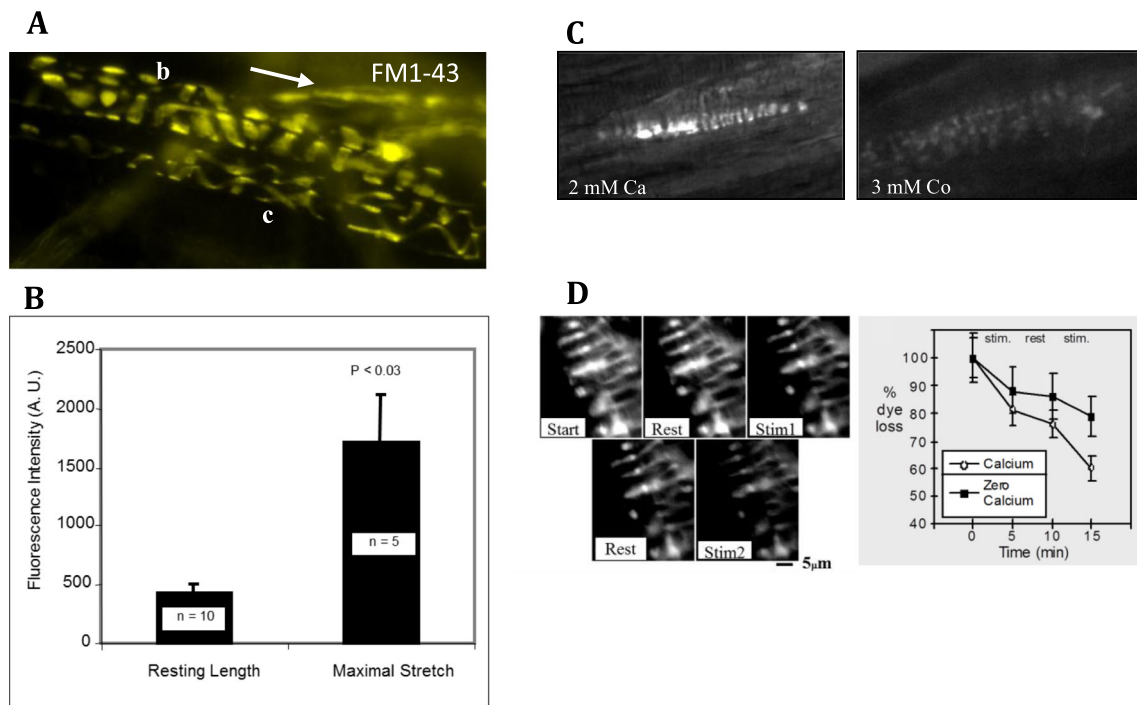 A
b
FM1-43
c
B
2500
2000
1500
1000
500
0
Fluorescence Intensity (A. U.)
P < 0.03
n = 5
n = 10
Resting Length
Maximal Stretch
C
2 mM Ca
3 mM Co
D
Start
Rest
Stim1
Rest
Stim2
5µm
stim. rest stim.
100
90
80
70
60
50
40
% dye loss
Calcium
Zero Calcium
0 5 10 15
Time (min)